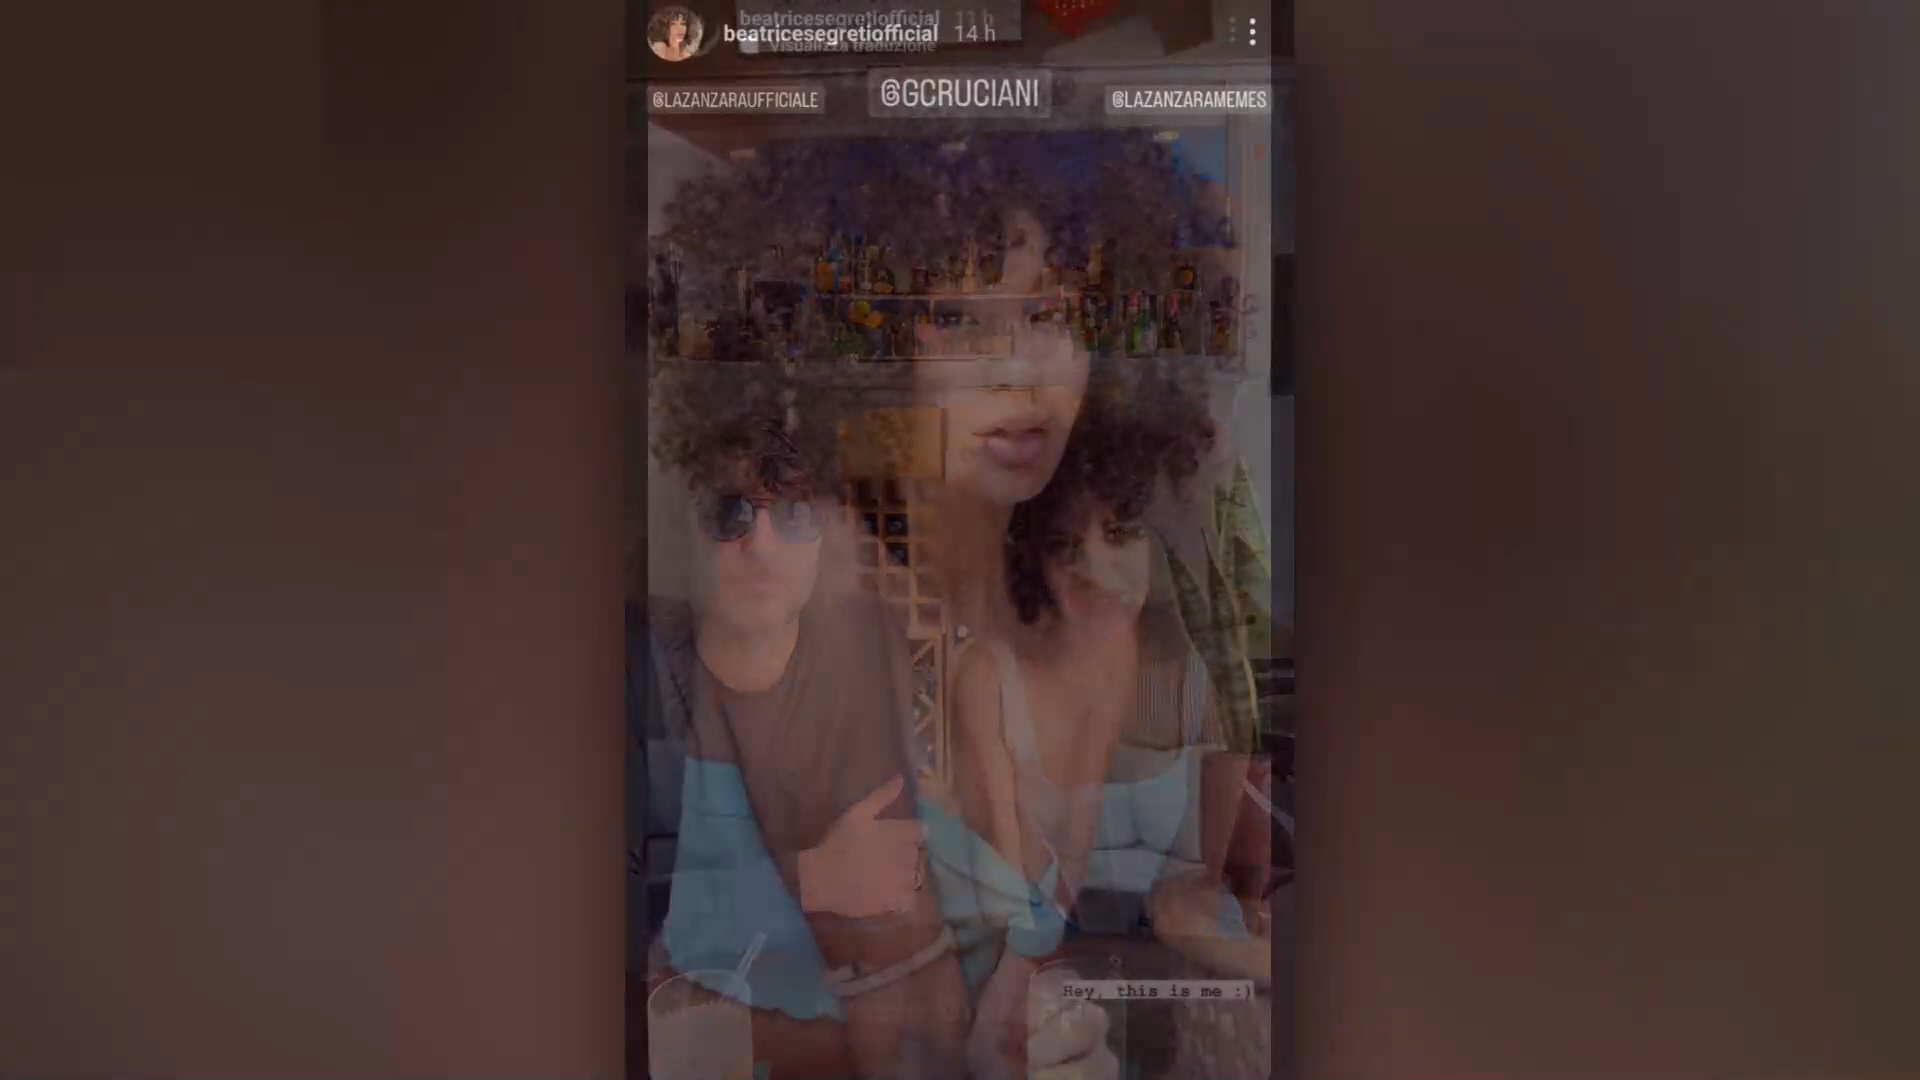 beatricesegretiofficial 11 h
beatricesegretiofficial 14 h
Visualizza traduzione
@LAZANZARAUFFICIALE
@GCRUCIANI
@LAZANZARAMEMES
Hey, this is me :)